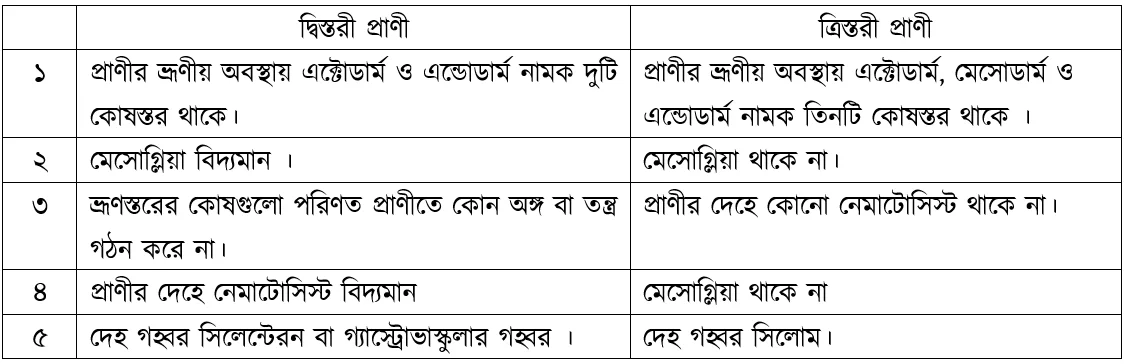 দ্বিস্তরী প্রাণী ত্রিস্তরী প্রাণী
১ প্রাণীর ভ্রূণীয় অবস্থায় এক্টোডার্ম ও এন্ডোডার্ম নামক দুটি প্রাণীর ভ্রূণীয় অবস্থায় এক্টোডার্ম, মেসোডার্ম ও
কোষস্তর থাকে। এন্ডোডার্ম নামক তিনটি কোষস্তর থাকে ।
২ মেসোগ্লিয়া বিদ্যমান । মেসোগ্লিয়া থাকে না।
৩ ভ্রূণস্তরের কোষগুলো পরিণত প্রাণীতে কোন অঙ্গ বা তন্ত্র প্রাণীর দেহে কোনো নেমাটোসিস্ট থাকে না।
গঠন করে না।
৪ প্রাণীর দেহে নেমাটোসিস্ট বিদ্যমান মেসোগ্লিয়া থাকে না
৫ দেহ গহ্বর সিলেন্টেরন বা গ্যাস্ট্রোভাস্কুলার গহ্বর । দেহ গহ্বর সিলোম।